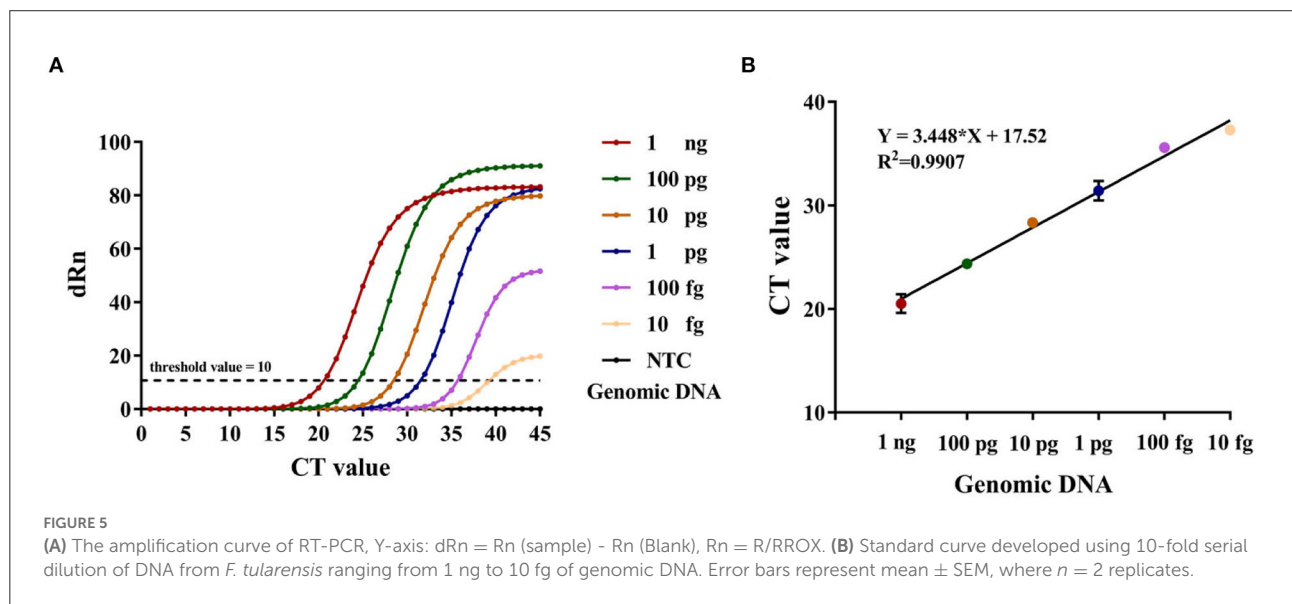 A
dRn
100
80
60
40
20
0
threshold value = 10
0 5 10 15 20 25 30 35 40 45
CT value
1 ng
100 pg
10 pg
1 pg
100 fg
10 fg
NTC
Genomic DNA
B
CT value
40
30
20
10
Y = 3.448*X + 17.52
R²=0.9907
1 ng 100 pg 10 pg 1 pg 100 fg 10 fg
Genomic DNA
FIGURE 5
(A) The amplification curve of RT-PCR, Y-axis: dRn = Rn (sample) - Rn (Blank), Rn = R/RROX. (B) Standard curve developed using 10-fold serial
dilution of DNA from F. tularensis ranging from 1 ng to 10 fg of genomic DNA. Error bars represent mean ± SEM, where n = 2 replicates.